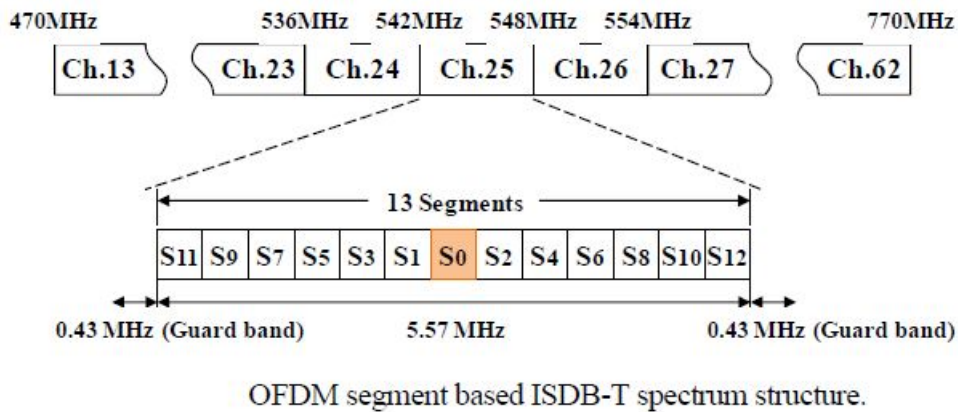 470MHz 536MHz 542MHz 548MHz 554MHz 770MHz
Ch.13 Ch.23 Ch.24 Ch.25 Ch.26 Ch.27 Ch.62
13 Segments
S11 S9 S7 S5 S3 S1 S0 S2 S4 S6 S8 S10 S12
0.43 MHz (Guard band) 5.57 MHz 0.43 MHz (Guard band)
OFDM segment based ISDB-T spectrum structure.